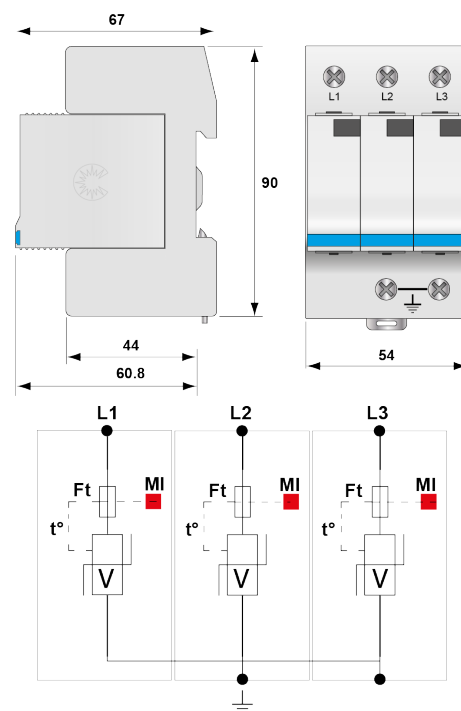 67
L1 L2 L3
90
44
60.8
54
L1 L2 L3
Ft MI Ft MI Ft MI
t° t° t°
V V V